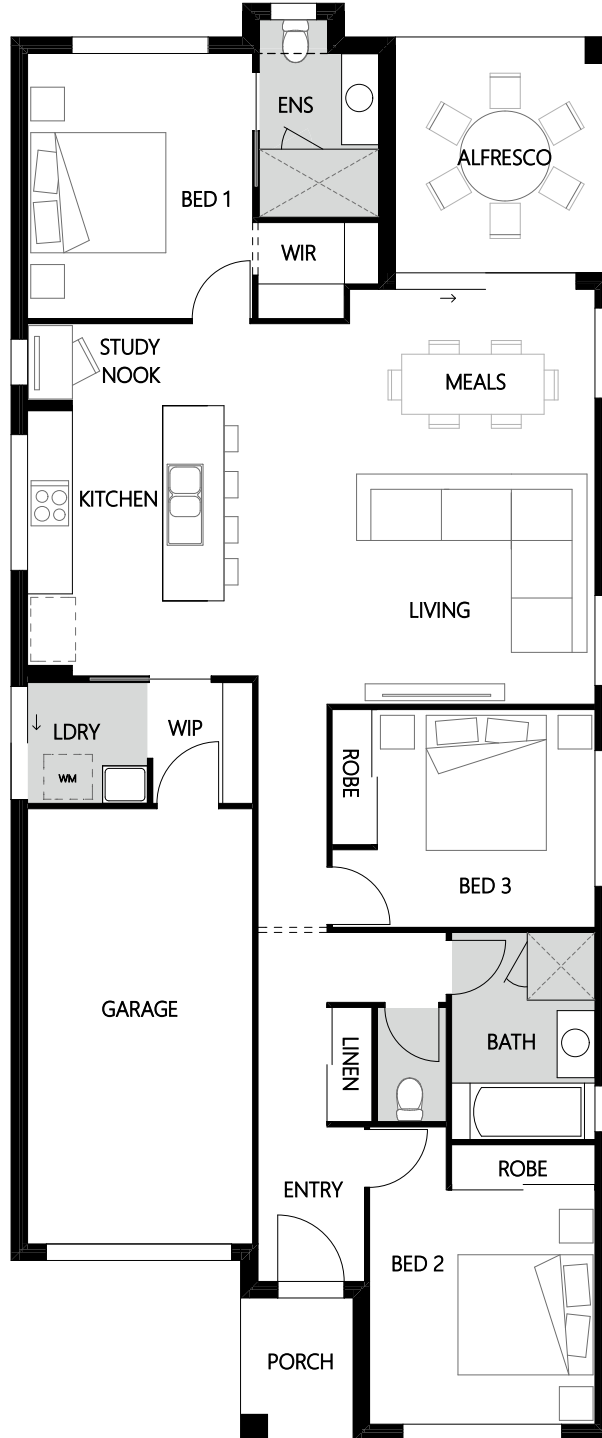 ENS
ALFRESCO
BED 1
WIR
STUDY
NOOK
MEALS
KITCHEN
LIVING
LDRY
WIP
ROBE
WM
BED 3
GARAGE
BATH
LINEN
ROBE
ENTRY
BED 2
PORCH